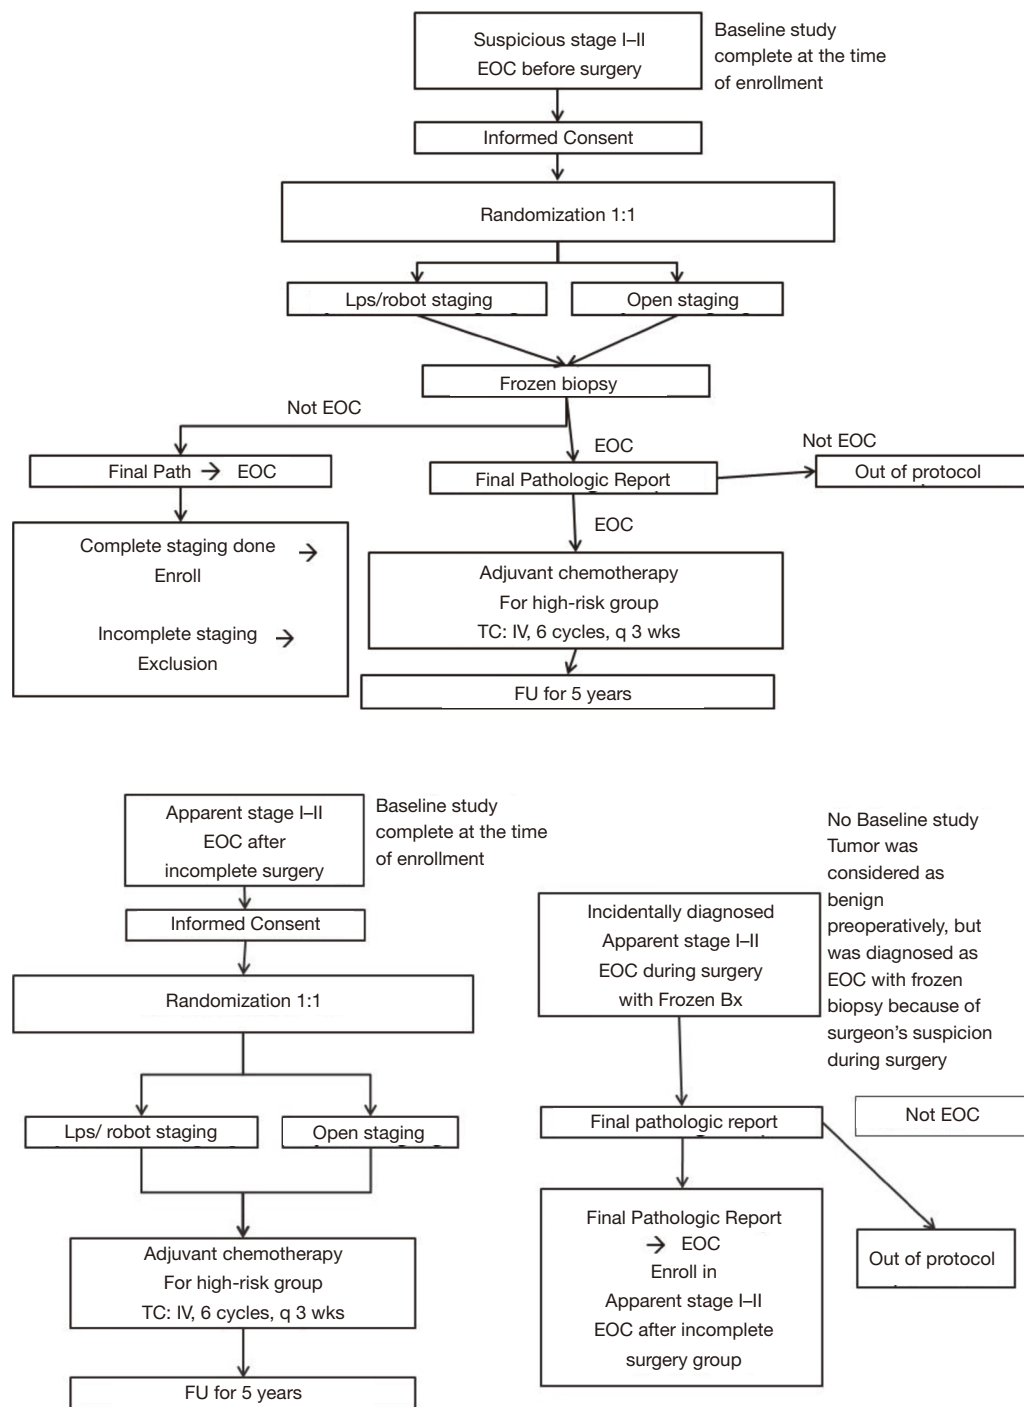 Suspicious stage I–II
EOC before surgery
Baseline study
complete at the time
of enrollment
Informed Consent
Randomization 1:1
Lps/robot staging
Open staging
Frozen biopsy
Not EOC
EOC
Not EOC
Final Path → EOC
Final Pathologic Report
Out of protocol
EOC
Complete staging done →
Enroll
Incomplete staging →
Exclusion
Adjuvant chemotherapy
For high-risk group
TC: IV, 6 cycles, q 3 wks
FU for 5 years
Apparent stage I–II
EOC after
incomplete surgery
Baseline study
complete at the time
of enrollment
Informed Consent
Randomization 1:1
Lps/ robot staging
Open staging
Adjuvant chemotherapy
For high-risk group
TC: IV, 6 cycles, q 3 wks
FU for 5 years
Incidentally diagnosed
Apparent stage I–II
EOC during surgery
with Frozen Bx
No Baseline study
Tumor was
considered as
benign
preoperatively, but
was diagnosed as
EOC with frozen
biopsy because of
surgeon's suspicion
during surgery
Final pathologic report
Not EOC
Final Pathologic Report
→ EOC
Enroll in
Apparent stage I–II
EOC after incomplete
surgery group
Out of protocol